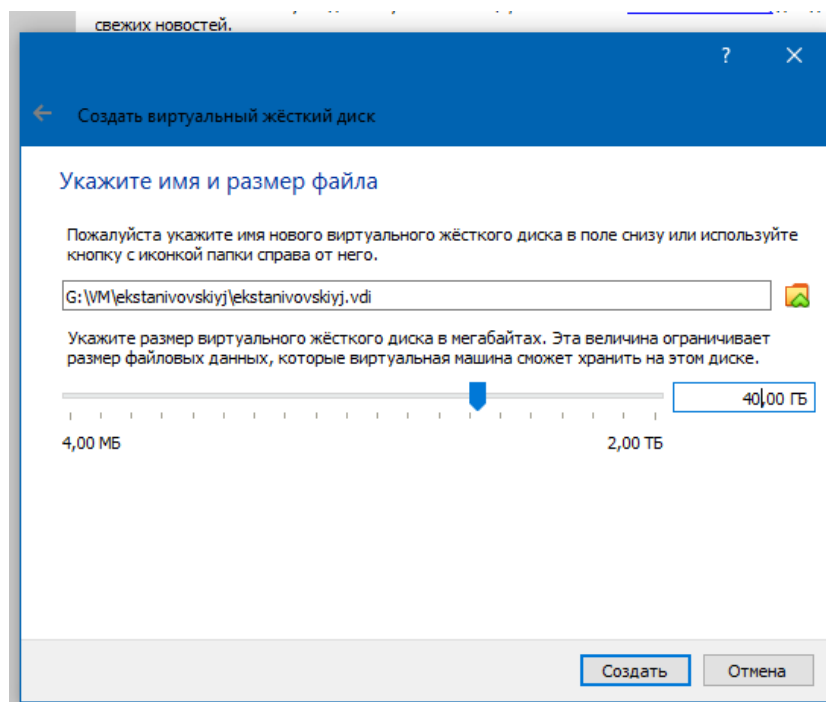 свежих новостей.
?
Создать виртуальный жёсткий диск
Укажите имя и размер файла
Пожалуйста укажите имя нового виртуального жёсткого диска в поле снизу или используйте
кнопку с иконкой папки справа от него.
G:\VM\ekstanivovskiyj\ekstanivovskiyj.vdi
Укажите размер виртуального жёсткого диска в мегабайтах. Эта величина ограничивает
размер файловых данных, которые виртуальная машина сможет хранить на этом диске.
40,00 ГБ
4,00 МБ 2,00 ТБ
Создать Отмена